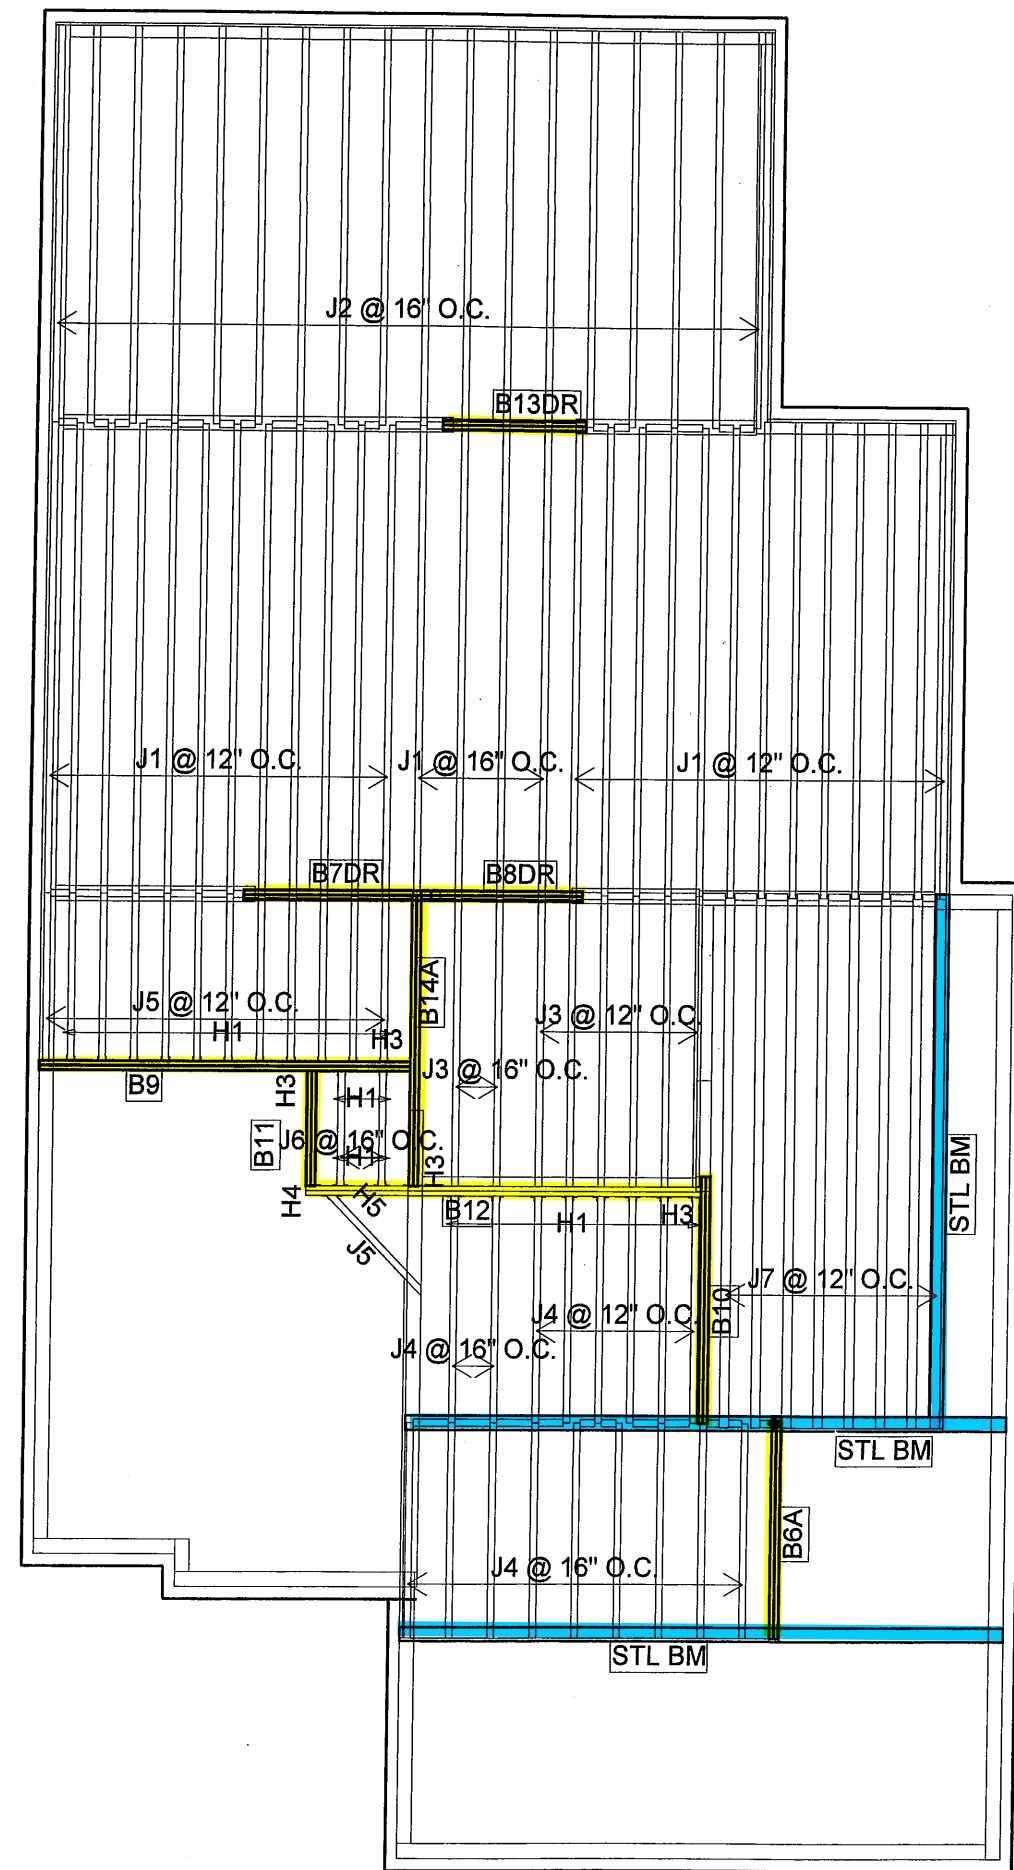 J2 @ 16" O.C.
B13DR
J1 @ 12" O.C.
J1 @ 16" O.C.
J1 @ 12" O.C.
B7DR
B8DR
B14A
J5 @ 12" O.C.
H1
H3
J3 @ 12" O.C.
J3 @ 16" O.C.
B9
H3
H1
B11
J6 @ 16" O.C.
H1
H3
H4
H5
B12
H1
H3
STL BM
J5
J7 @ 12" O.C.
B10
J4 @ 12" O.C.
J4 @ 16" O.C.
STL BM
B6A
J4 @ 16" O.C.
STL BM